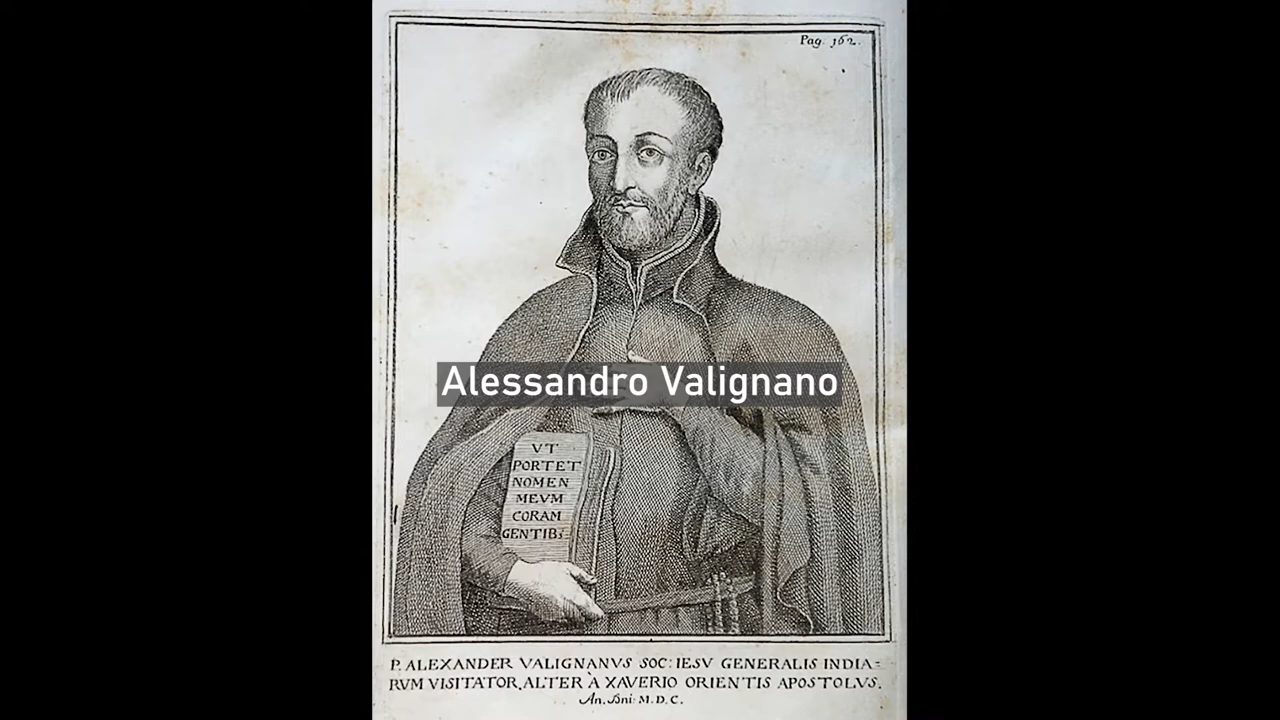 Pag. 162.
Alessandro Valignano
VT
PORTET
NOMEN
MEVM
CORAM
GENTIB:
P. ALEXANDER VALIGNANVS SOC: IESV GENERALIS INDIA=
RVM VISITATOR, ALTER À XAVERIO ORIENTIS APOSTOLVS.
An. Dni: M. D. C.